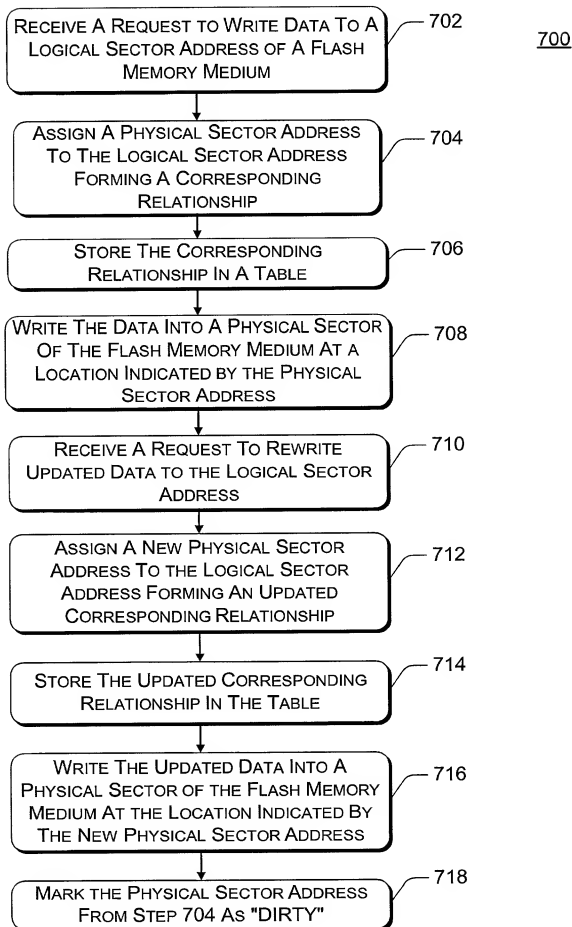 RECEIVE A REQUEST TO WRITE DATA TO A
LOGICAL SECTOR ADDRESS OF A FLASH
MEMORY MEDIUM
702
700
ASSIGN A PHYSICAL SECTOR ADDRESS
TO THE LOGICAL SECTOR ADDRESS
FORMING A CORRESPONDING
RELATIONSHIP
704
STORE THE CORRESPONDING
RELATIONSHIP IN A TABLE
706
WRITE THE DATA INTO A PHYSICAL SECTOR
OF THE FLASH MEMORY MEDIUM AT A
LOCATION INDICATED BY THE PHYSICAL
SECTOR ADDRESS
708
RECEIVE A REQUEST TO REWRITE
UPDATED DATA TO THE LOGICAL SECTOR
ADDRESS
710
ASSIGN A NEW PHYSICAL SECTOR
ADDRESS TO THE LOGICAL SECTOR
ADDRESS FORMING AN UPDATED
CORRESPONDING RELATIONSHIP
712
STORE THE UPDATED CORRESPONDING
RELATIONSHIP IN THE TABLE
714
WRITE THE UPDATED DATA INTO A
PHYSICAL SECTOR OF THE FLASH MEMORY
MEDIUM AT THE LOCATION INDICATED BY
THE NEW PHYSICAL SECTOR ADDRESS
716
MARK THE PHYSICAL SECTOR ADDRESS
FROM STEP 704 AS "DIRTY"
718